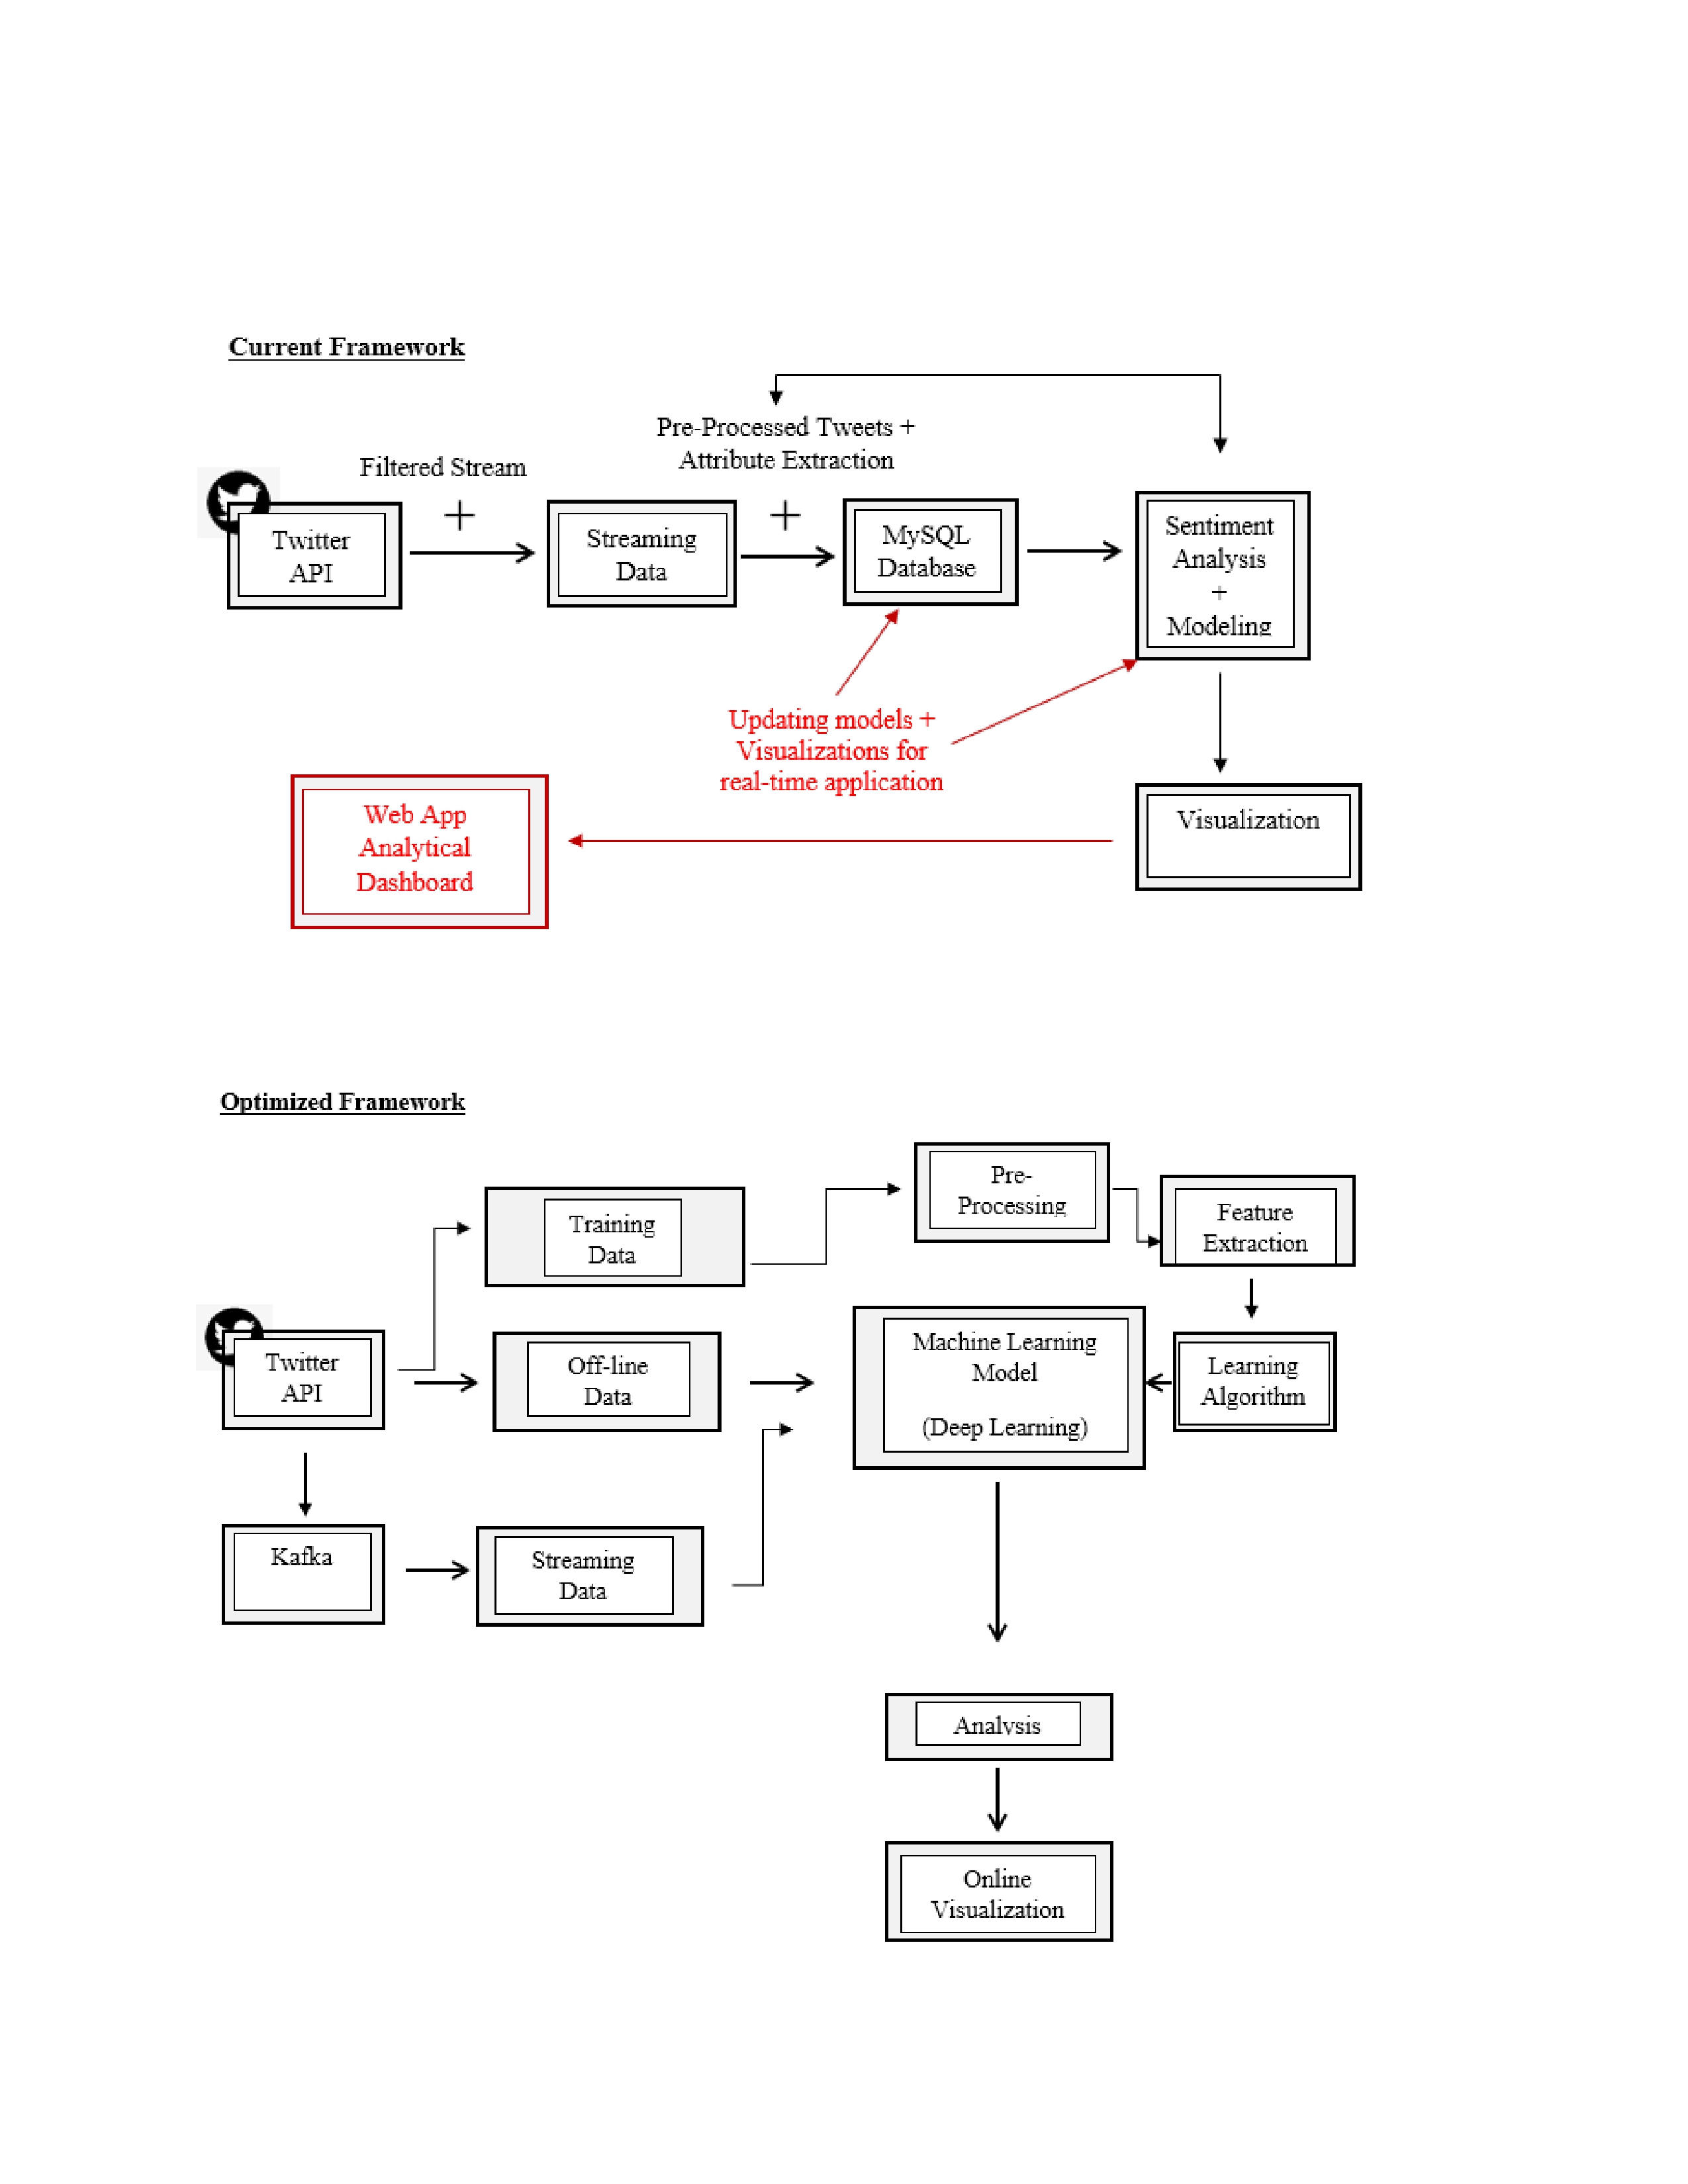 Current Framework
Pre-Processed Tweets +
Attribute Extraction
Filtered Stream
+
+
Twitter
API
Streaming
Data
MySQL
Database
Sentiment
Analysis
+
Modeling
Updating models +
Visualizations for
real-time application
Web App
Analytical
Dashboard
Visualization
Optimized Framework
Training
Data
Pre-
Processing
Feature
Extraction
Twitter
API
Off-line
Data
Machine Learning
Model
(Deep Learning)
Learning
Algorithm
Kafka
Streaming
Data
Analysis
Online
Visualization